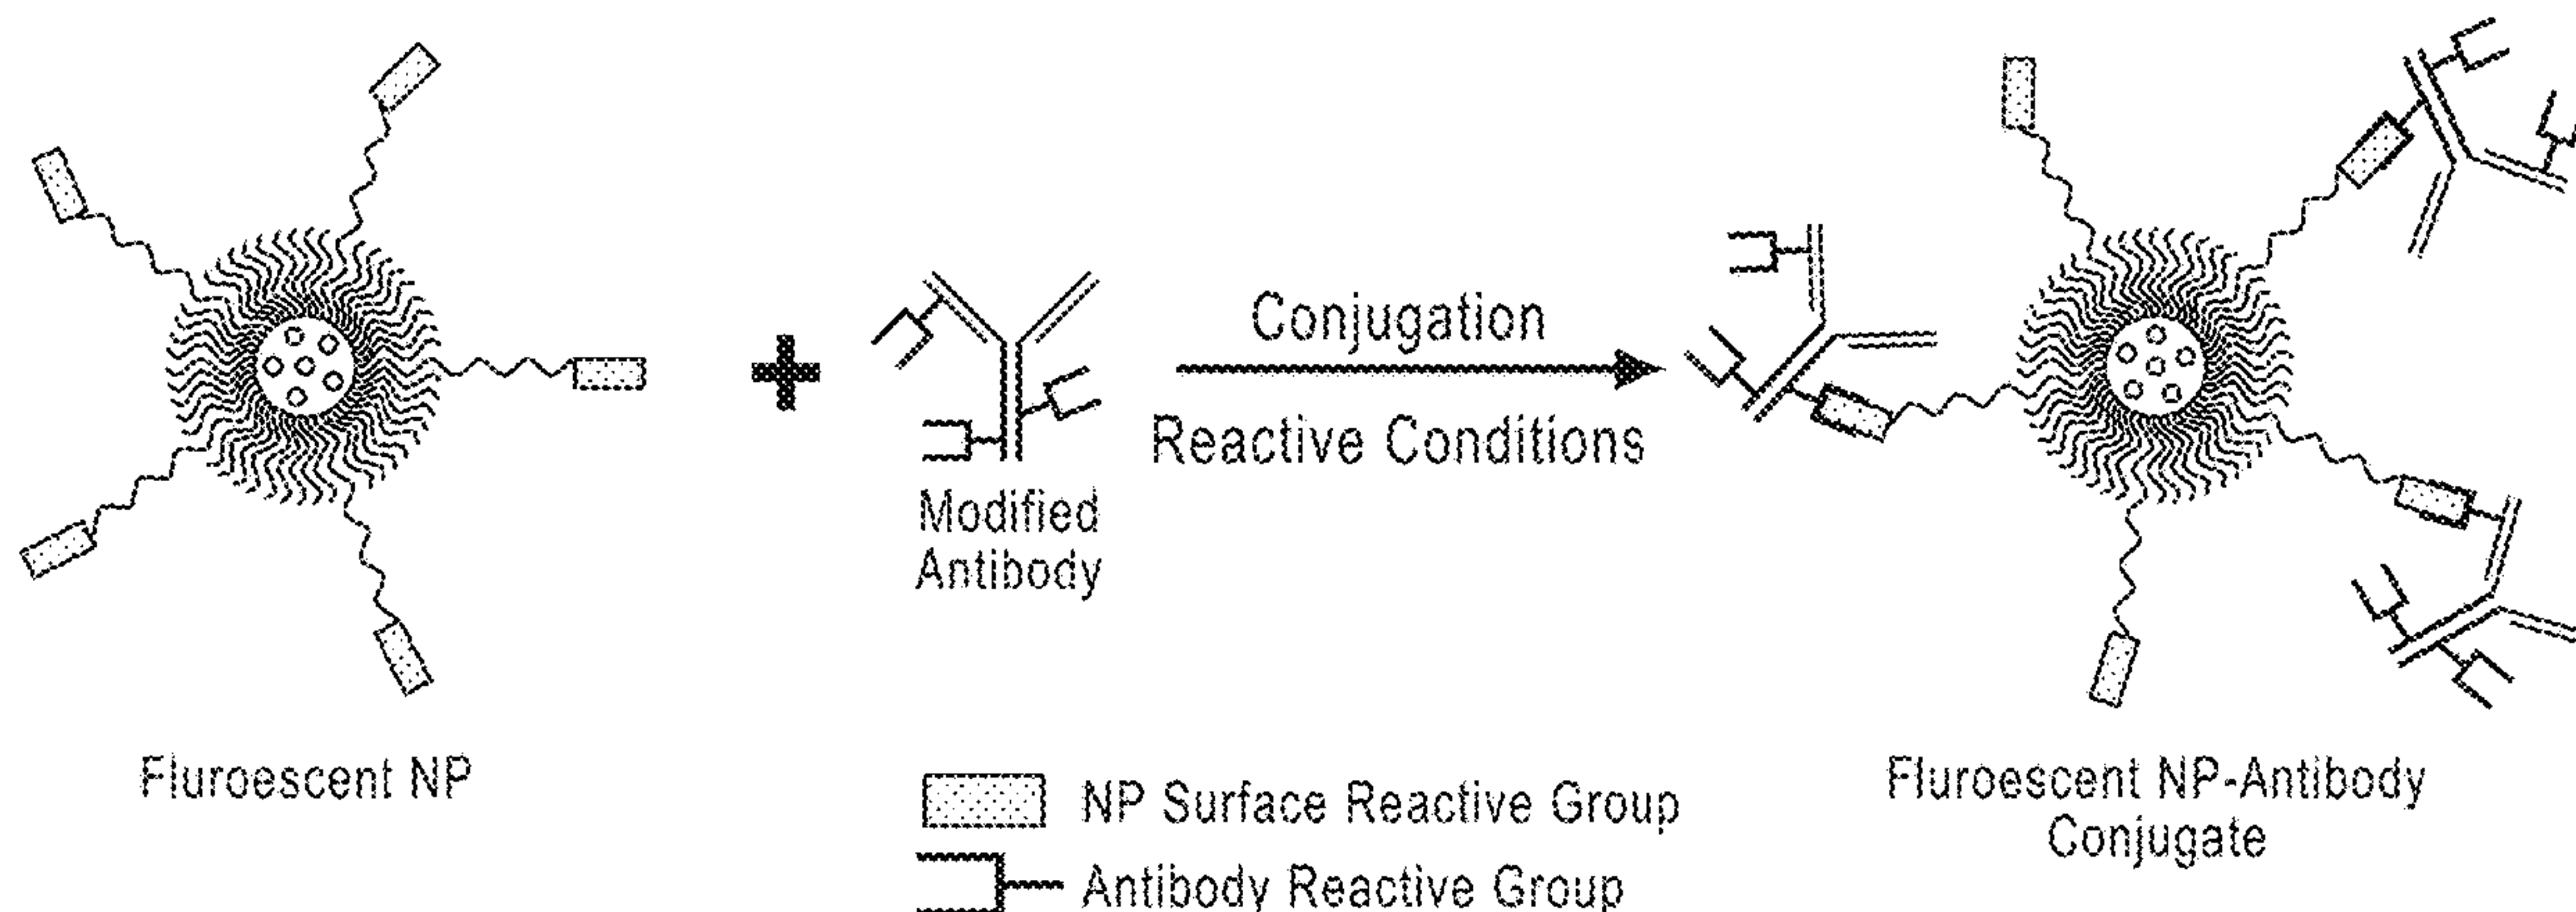 Conjugation
Reactive Conditions
Modified
Antibody
Fluroescent NP
NP Surface Reactive Group
Antibody Reactive Group
Fluroescent NP-Antibody
Conjugate